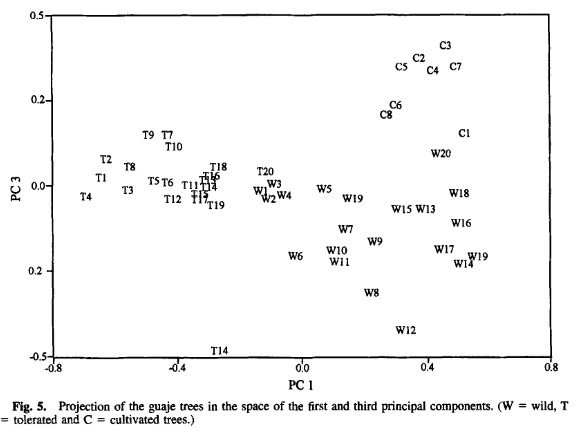 0.5
C3
C2
C5
C4
C7
0.2
C6
C8
T9
T7
C1
T10
W20
T2
T8
T18
T20
T1
T5
T6
T16
T13
PC 3
0.0
T3
T11
T14
W1
W3
W5
T4
T12
T15
T17
T19
W2
W4
W19
W18
W15
W13
W7
W16
W9
W6
W10
W11
W17
W19
W14
0.2
W8
W12
-0.5
T14
-0.8
-0.4
0.0
0.4
0.8
PC 1
Fig. 5. Projection of the guaje trees in the space of the first and third principal components. (W = wild, T
= tolerated and C = cultivated trees.)